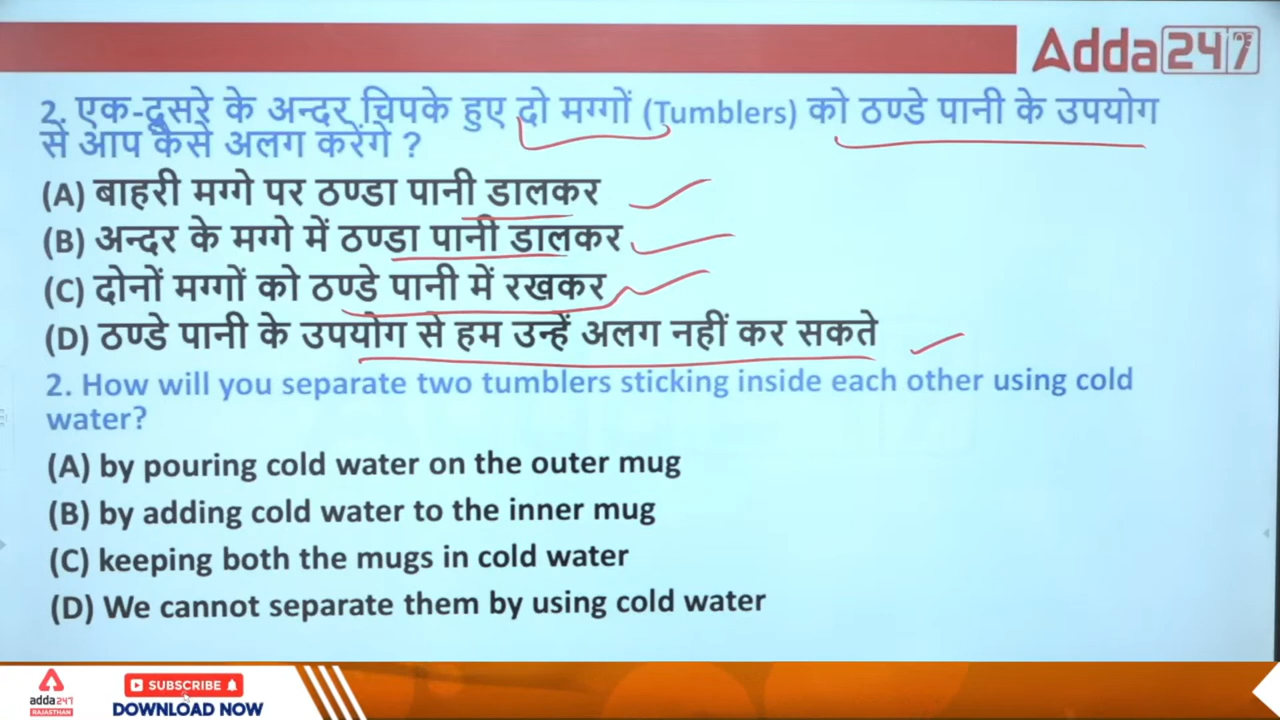 Adda247
2. एक-दूसरे के अन्दर चिपके हुए दो मग्गों (Tumblers) को ठण्डे पानी के उपयोग
से आप कैसे अलग करेंगे ?
(A) बाहरी मग्गे पर ठण्डा पानी डालकर
(B) अन्दर के मग्गे में ठण्डा पानी डालकर
(C) दोनों मग्गों को ठण्डे पानी में रखकर
(D) ठण्डे पानी के उपयोग से हम उन्हें अलग नहीं कर सकते
2. How will you separate two tumblers sticking inside each other using cold
water?
(A) by pouring cold water on the outer mug
(B) by adding cold water to the inner mug
(C) keeping both the mugs in cold water
(D) We cannot separate them by using cold water
adda247
RAJASTHAN
SUBSCRIBE
DOWNLOAD NOW